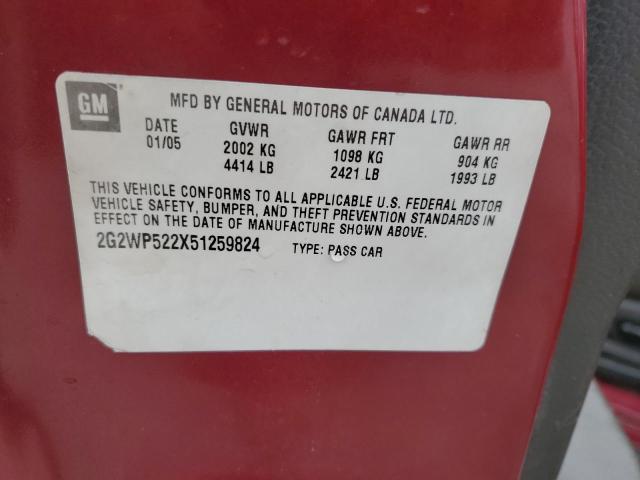 GM
MFD BY GENERAL MOTORS OF CANADA LTD.
DATE GVWR GAWR FRT GAWR RR
01/05 2002 KG 1098 KG 904 KG
4414 LB 2421 LB 1993 LB
THIS VEHICLE CONFORMS TO ALL APPLICABLE U.S. FEDERAL MOTOR
VEHICLE SAFETY, BUMPER, AND THEFT PREVENTION STANDARDS IN
EFFECT ON THE DATE OF MANUFACTURE SHOWN ABOVE.
2G2WP522X51259824 TYPE: PASS CAR